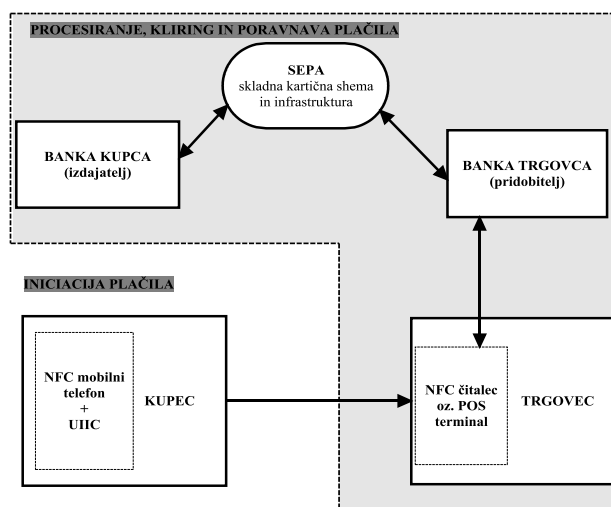 PROCESIRANJE, KLIRING IN PORAVNAVA PLAČILA
SEPA
skladna kartična shema
in infrastruktura
BANKA KUPCA
(izdajatelj)
BANKA TRGOVCA
(pridobitelj)
INICIACIJA PLAČILA
NFC mobilni
telefon
+
UIIC
KUPEC
NFC čitalec
oz. POS
terminal
TRGOVEC